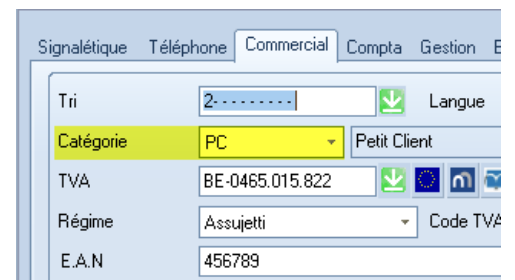 Signalétique Téléphone Commercial Compta Gestion
Tri 2--------- Langue
Catégorie PC Petit Client
TVA BE-0465.015.822
Régime Assujetti Code TVA
E.A.N 456789